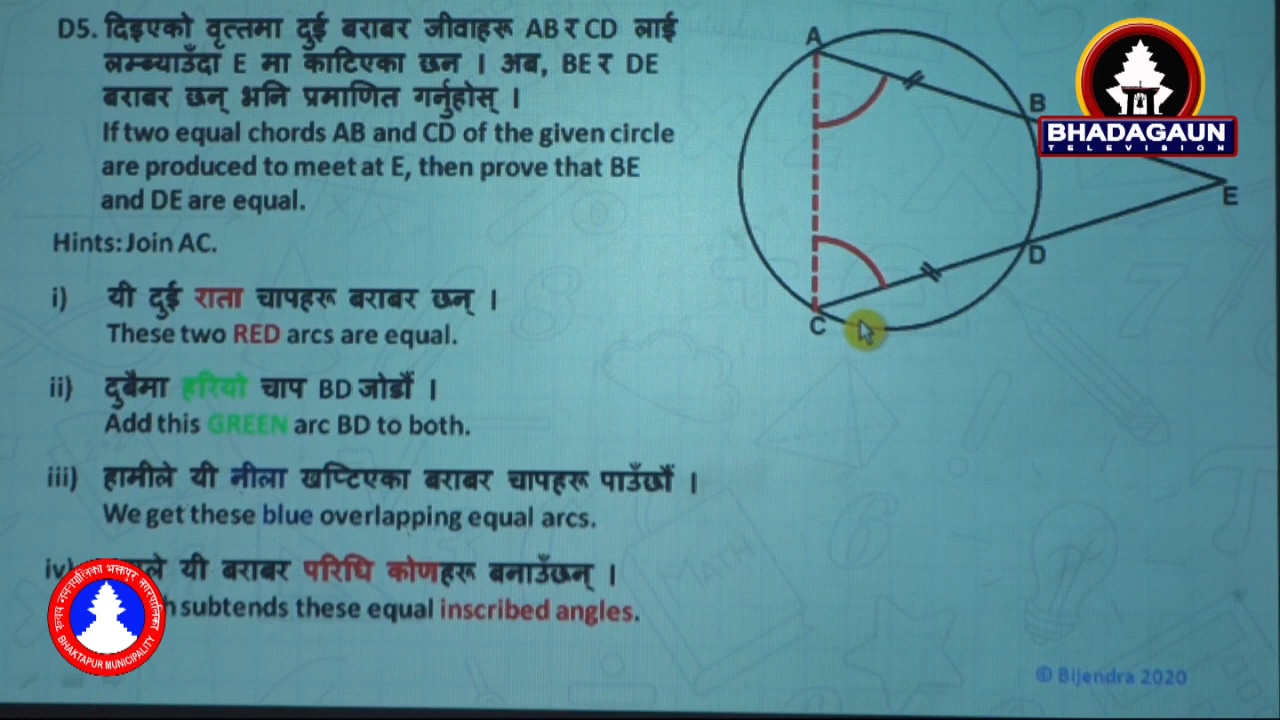 D5. दिइएको वृत्तमा दुई बराबर जीवाहरू AB र CD लाई
लम्ब्याउँदा E मा काटिएका छन । अब, BE र DE
बराबर छन् भनि प्रमाणित गर्नुहोस् ।
If two equal chords AB and CD of the given circle
are produced to meet at E, then prove that BE
and DE are equal.
Hints: Join AC.
i) यी दुई राता चापहरू बराबर छन् ।
These two RED arcs are equal.
ii) दुबैमा हरियो चाप BD जोडौं ।
Add this GREEN arc BD to both.
iii) हामीले यी नीला खप्टिएका बराबर चापहरू पाउँछौं ।
We get these blue overlapping equal arcs.
iv) यी बराबर परिधि कोणहरू बनाउँछन् ।
subtends these equal inscribed angles.
A
B
E
D
C
BHADAGAUN
TELEVISION
BHAKTAPUR MUNICIPALITY
MATH
© Bijendra 2020